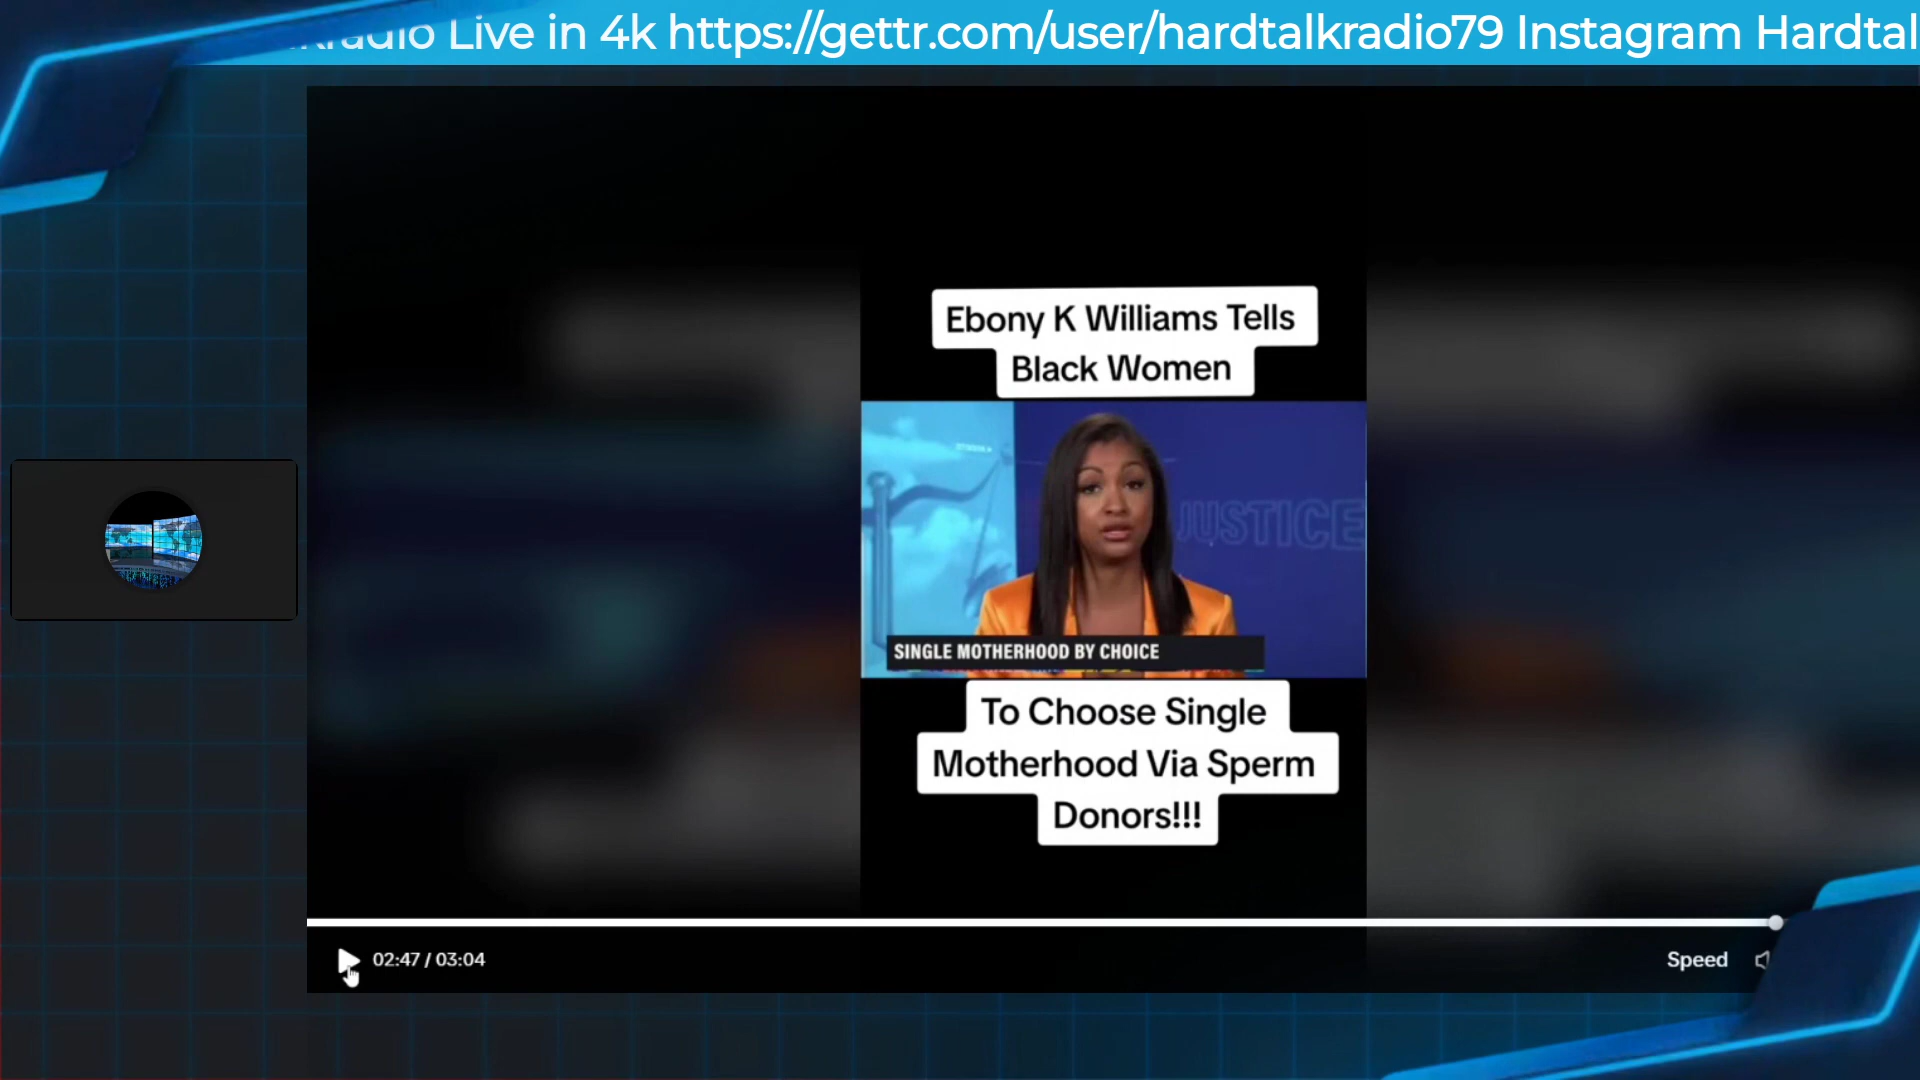 Live in 4k https://gettr.com/user/hardtalkradio79 Instagram Hardtal
Ebony K Williams Tells
Black Women
JUSTICE
SINGLE MOTHERHOOD BY CHOICE
To Choose Single
Motherhood Via Sperm
Donors!!!
02:47 / 03:04
Speed